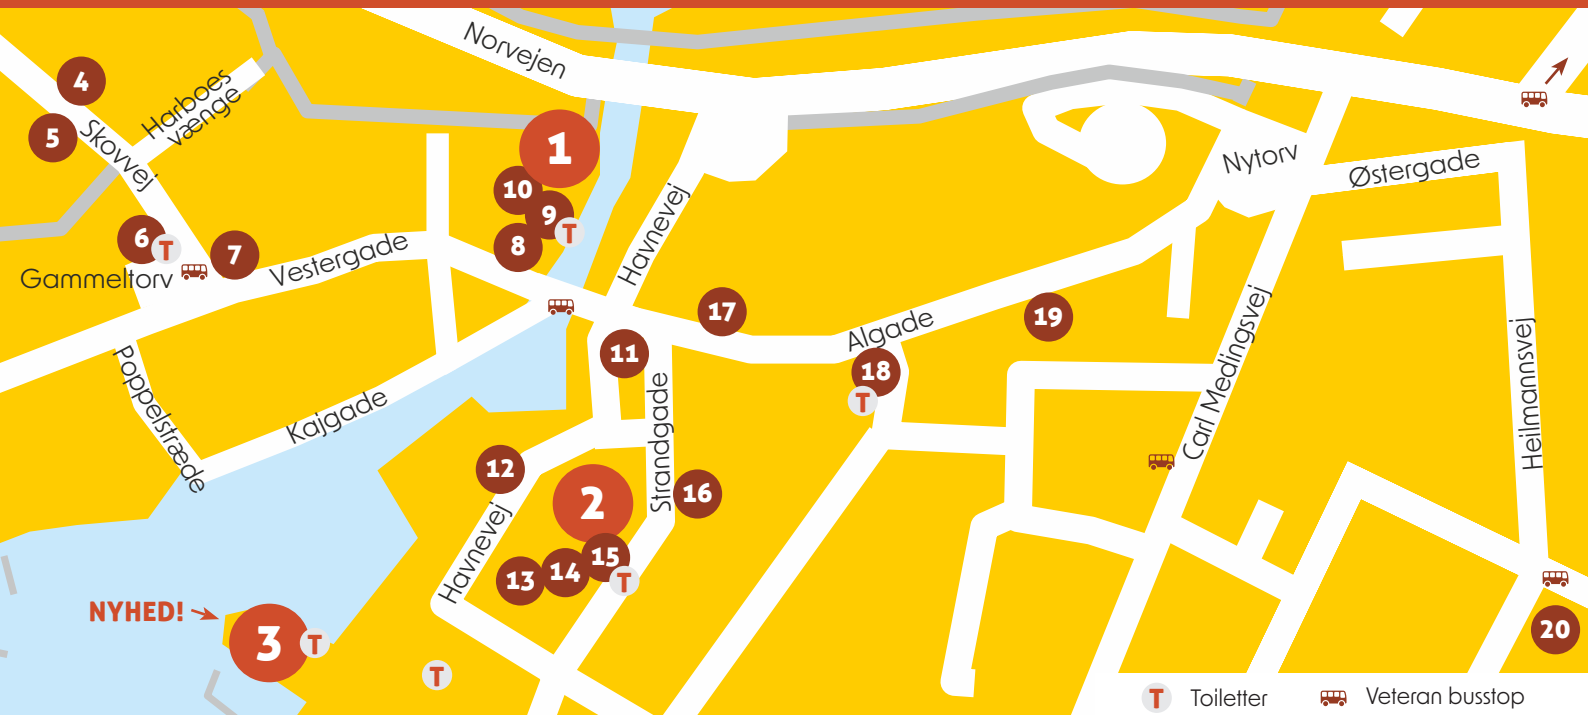 Norvejen
4
Harboes
vænge
5
Skovvej
1
10
9
T
8
Havnevej
Nytorv
Østergade
6
T
7
Gammeltorv
Vestergade
17
Algade
19
11
18
T
Poppelstræde
Kajgade
Strandgade
Carl Medingsvej
Heilmannsvej
12
2
16
Havnevej
13
14
15
T
NYHED!
3
T
T
20
T Toiletter
Veteran busstop